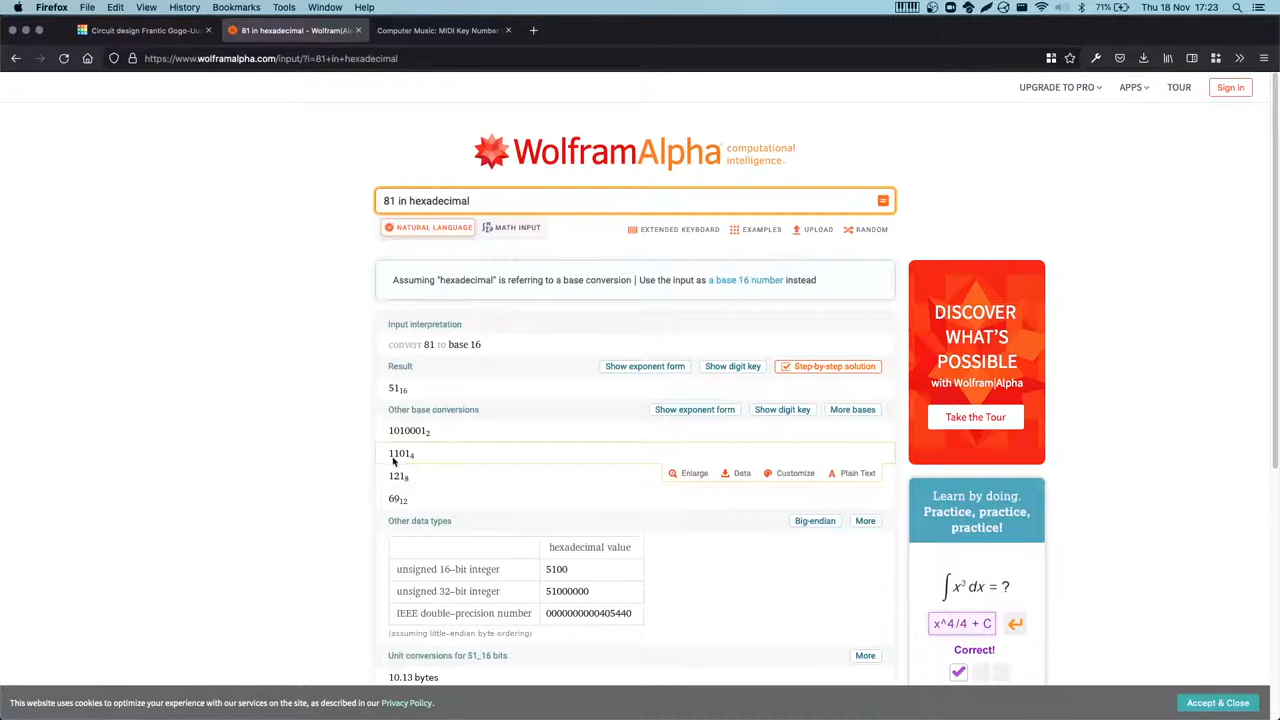 Firefox File Edit View History Bookmarks Tools Window Help 71% Thu 18 Nov 17:23
Circuit design Frantic Gogo-Uu 81 in hexadecimal - Wolfram|Alp Computer Music: MIDI Key Number
https://www.wolframalpha.com/input/?i=81+in+hexadecimal
UPGRADE TO PRO APPS TOUR Sign in
WolframAlpha computational intelligence.
81 in hexadecimal
NATURAL LANGUAGE MATH INPUT EXTENDED KEYBOARD EXAMPLES UPLOAD RANDOM
Assuming "hexadecimal" is referring to a base conversion | Use the input as a base 16 number instead
Input interpretation
convert 81 to base 16
Result Show exponent form Show digit key Step-by-step solution
51₁₆
Other base conversions Show exponent form Show digit key More bases
1010001₂
1101₄
Enlarge Data Customize Plain Text
121₈
69₁₂
Other data types Big-endian More
hexadecimal value
unsigned 16–bit integer 5100
unsigned 32–bit integer 51000000
IEEE double–precision number 0000000000405440
(assuming little–endian byte ordering)
Unit conversions for 51_16 bits More
10.13 bytes
DISCOVER
WHAT'S
POSSIBLE
with Wolfram|Alpha
Take the Tour
Learn by doing.
Practice, practice,
practice!
∫x³ dx = ?
x^4/4 + C
Correct!
This website uses cookies to optimize your experience with our services on the site, as described in our Privacy Policy. Accept & Close